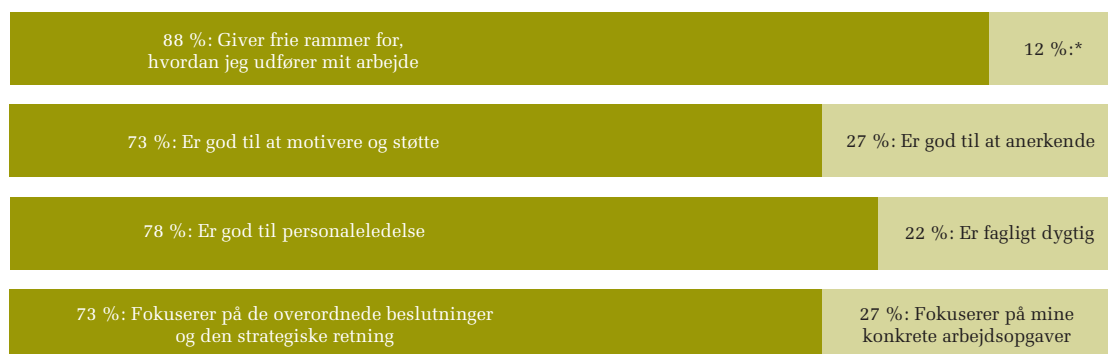 88 %: Giver frie rammer for,
hvordan jeg udfører mit arbejde
12 %:*
73 %: Er god til at motivere og støtte
27 %: Er god til at anerkende
78 %: Er god til personaleledelse
22 %: Er fagligt dygtig
73 %: Fokuserer på de overordnede beslutninger
og den strategiske retning
27 %: Fokuserer på mine
konkrete arbejdsopgaver